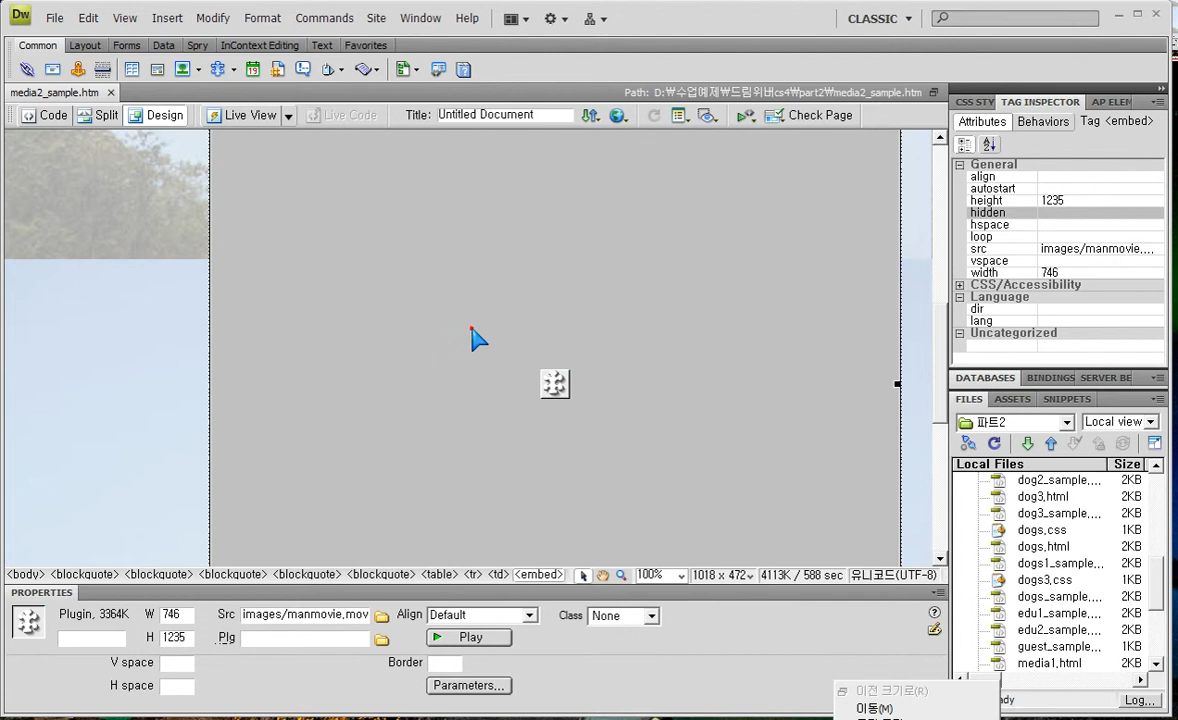 Dw File Edit View Insert Modify Format Commands Site Window Help CLASSIC
Common Layout Forms Data Spry InContext Editing Text Favorites
19
media2_sample.htm × Path: D:₩수업예제₩드림위버cs4₩part2₩media2_sample.htm
Code Split Design Live View Live Code Title: Untitled Document Check Page
CSS STY TAG INSPECTOR AP ELEM
Attributes Behaviors Tag <embed>
General
align
autostart
height 1235
hidden
hspace
loop
src images/manmovie,...
vspace
width 746
CSS/Accessibility
Language
dir
lang
Uncategorized
DATABASES BINDINGS SERVER BE
FILES ASSETS SNIPPETS
파트2 Local view
Local Files Size
dog2_sample,... 2KB
dog3,html 2KB
dog3_sample,... 2KB
dogs,css 1KB
dogs,html 2KB
dogs1_sample,... 2KB
dogs3,css 1KB
dogs_sample,... 2KB
edu1_sample,... 2KB
edu2_sample,... 2KB
guest_sample... 1KB
media1,html 2KB
<body> <blockquote> <blockquote> <blockquote> <blockquote> <blockquote> <table> <tr> <td> <embed> 100% 1018 x 472 4113K / 588 sec 유니코드(UTF-8)
PROPERTIES
Plugin, 3364K W 746 Src images/manmovie,mov Align Default Class None
H 1235 Plg Play
V space Border
H space Parameters...
이전 크기로(R)
이동(M)
ady Log...